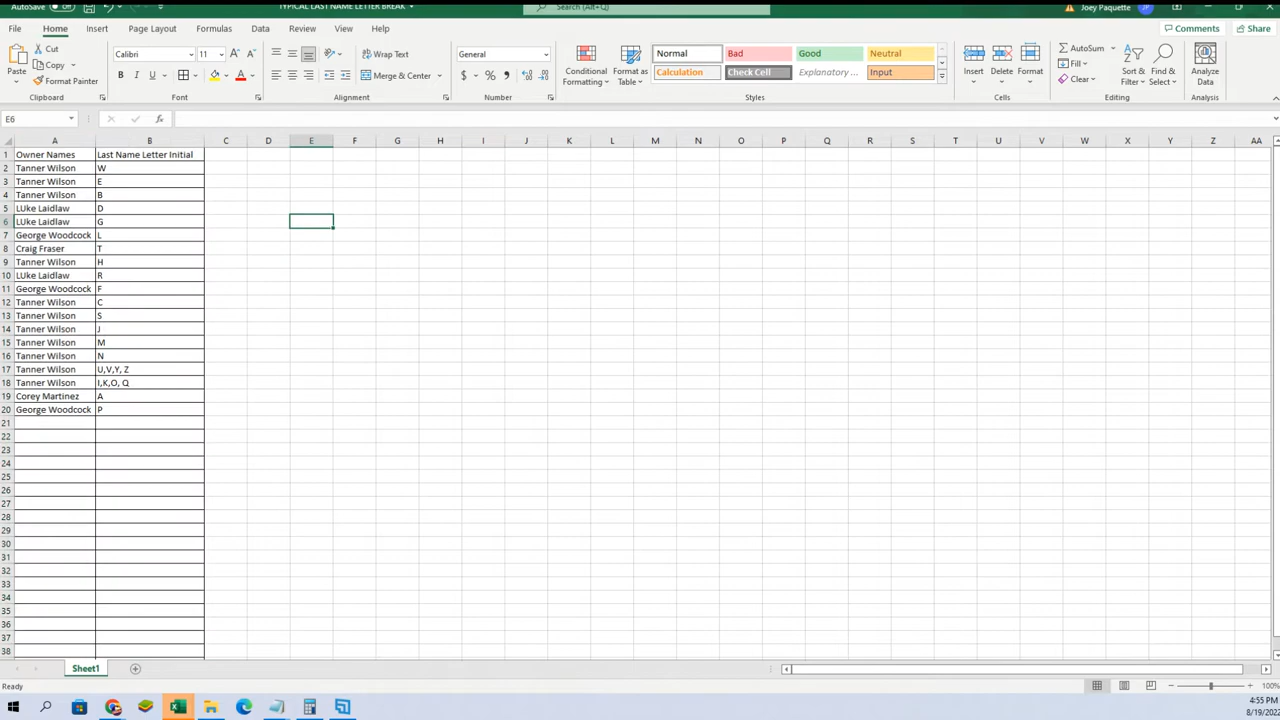 AutoSave
TYPICAL LAST NAME LETTER BREAK
Search (Alt+Q)
Joey Paquette
JP
File Home Insert Page Layout Formulas Data Review View Help
Comments Share
Paste
Cut
Copy
Format Painter
Clipboard
Calibri 11
Font
Wrap Text
Merge & Center
Alignment
General
Number
Conditional Formatting
Format as Table
Normal Bad Good Neutral
Calculation Check Cell Explanatory ... Input
Styles
Insert Delete Format
Cells
AutoSum
Fill
Clear
Sort & Filter
Find & Select
Editing
Analyze Data
Analysis
E6
A B C D E F G H I J K L M N O P Q R S T U V W X Y Z AA
1 Owner Names Last Name Letter Initial
2 Tanner Wilson W
3 Tanner Wilson E
4 Tanner Wilson B
5 LUke Laidlaw D
6 LUke Laidlaw G
7 George Woodcock L
8 Craig Fraser T
9 Tanner Wilson H
10 LUke Laidlaw R
11 George Woodcock F
12 Tanner Wilson C
13 Tanner Wilson S
14 Tanner Wilson J
15 Tanner Wilson M
16 Tanner Wilson N
17 Tanner Wilson U,V,Y, Z
18 Tanner Wilson I,K,O, Q
19 Corey Martinez A
20 George Woodcock P
21
22
23
24
25
26
27
28
29
30
31
32
33
34
35
36
37
38
Sheet1
Ready
100%
4:55 PM
8/19/2022